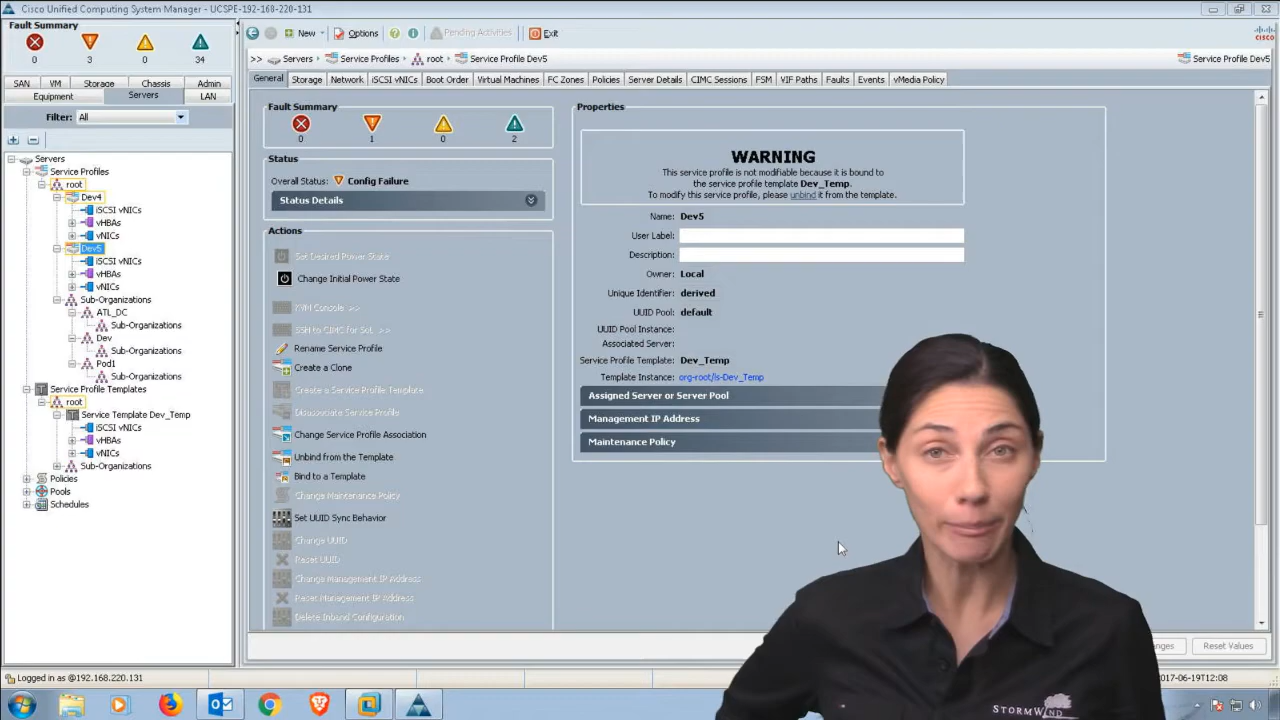 Cisco Unified Computing System Manager - UCSPE-192-168-220-131
Fault Summary
0 3 0 34
SAN VM Storage Chassis Admin
Equipment Servers LAN
Filter: All
Servers
Service Profiles
root
Dev4
iSCSI vNICs
vHBAs
vNICs
Dev5
iSCSI vNICs
vHBAs
vNICs
Sub-Organizations
ATL_DC
Sub-Organizations
Dev
Sub-Organizations
Pod1
Sub-Organizations
Service Profile Templates
root
Service Template Dev_Temp
iSCSI vNICs
vHBAs
vNICs
Sub-Organizations
Policies
Pools
Schedules
New Options Pending Activities Exit
CISCO
>> Servers Service Profiles root Service Profile Dev5 Service Profile Dev5
General Storage Network iSCSI vNICs Boot Order Virtual Machines FC Zones Policies Server Details CIMC Sessions FSM VIF Paths Faults Events vMedia Policy
Fault Summary
0 1 0 2
Status
Overall Status: Config Failure
Status Details
Actions
Set Desired Power State
Change Initial Power State
KVM Console >>
SSH to CIMC for SoL >>
Rename Service Profile
Create a Clone
Create a Service Profile Template
Disassociate Service Profile
Change Service Profile Association
Unbind from the Template
Bind to a Template
Change Maintenance Policy
Set UUID Sync Behavior
Change UUID
Reset UUID
Change Management IP Address
Reset Management IP Address
Delete Inband Configuration
Properties
WARNING
This service profile is not modifiable because it is bound to
the service profile template Dev_Temp.
To modify this service profile, please unbind it from the template.
Name: Dev5
User Label:
Description:
Owner: Local
Unique Identifier: derived
UUID Pool: default
UUID Pool Instance:
Associated Server:
Service Profile Template: Dev_Temp
Template Instance: org-root/ls-Dev_Temp
Assigned Server or Server Pool
Management IP Address
Maintenance Policy
Reset Values
Logged in as @192.168.220.131
2017-06-19T12:08
STORMWIND